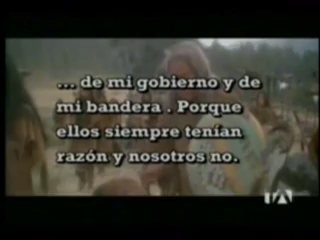 ... de mi gobierno y de
mi bandera . Porque
ellos siempre tenían
razón y nosotros no.